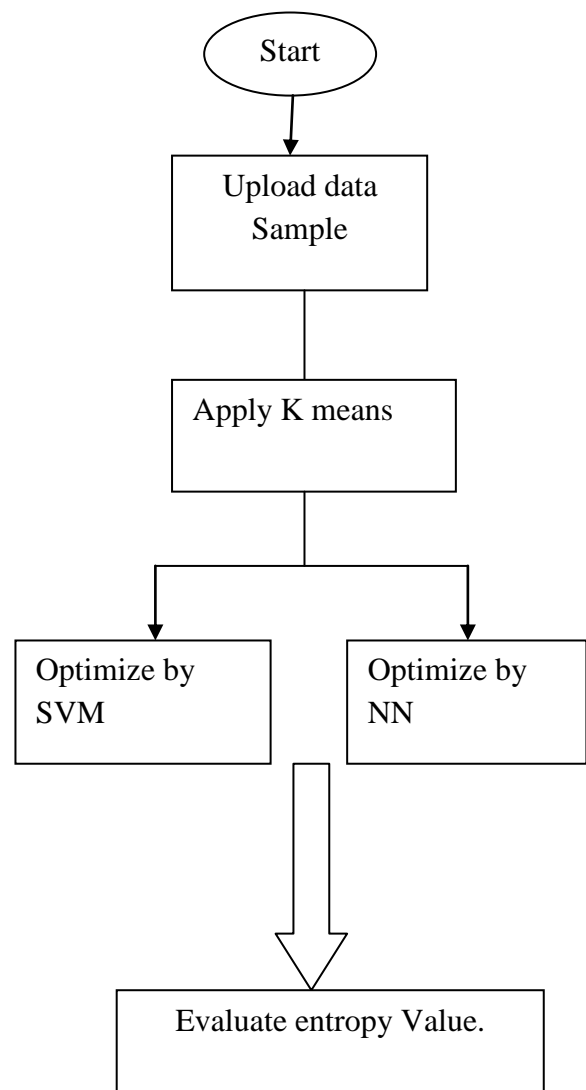 Start
Upload data
Sample
Apply K means
Optimize by
SVM
Optimize by
NN
Evaluate entropy Value.